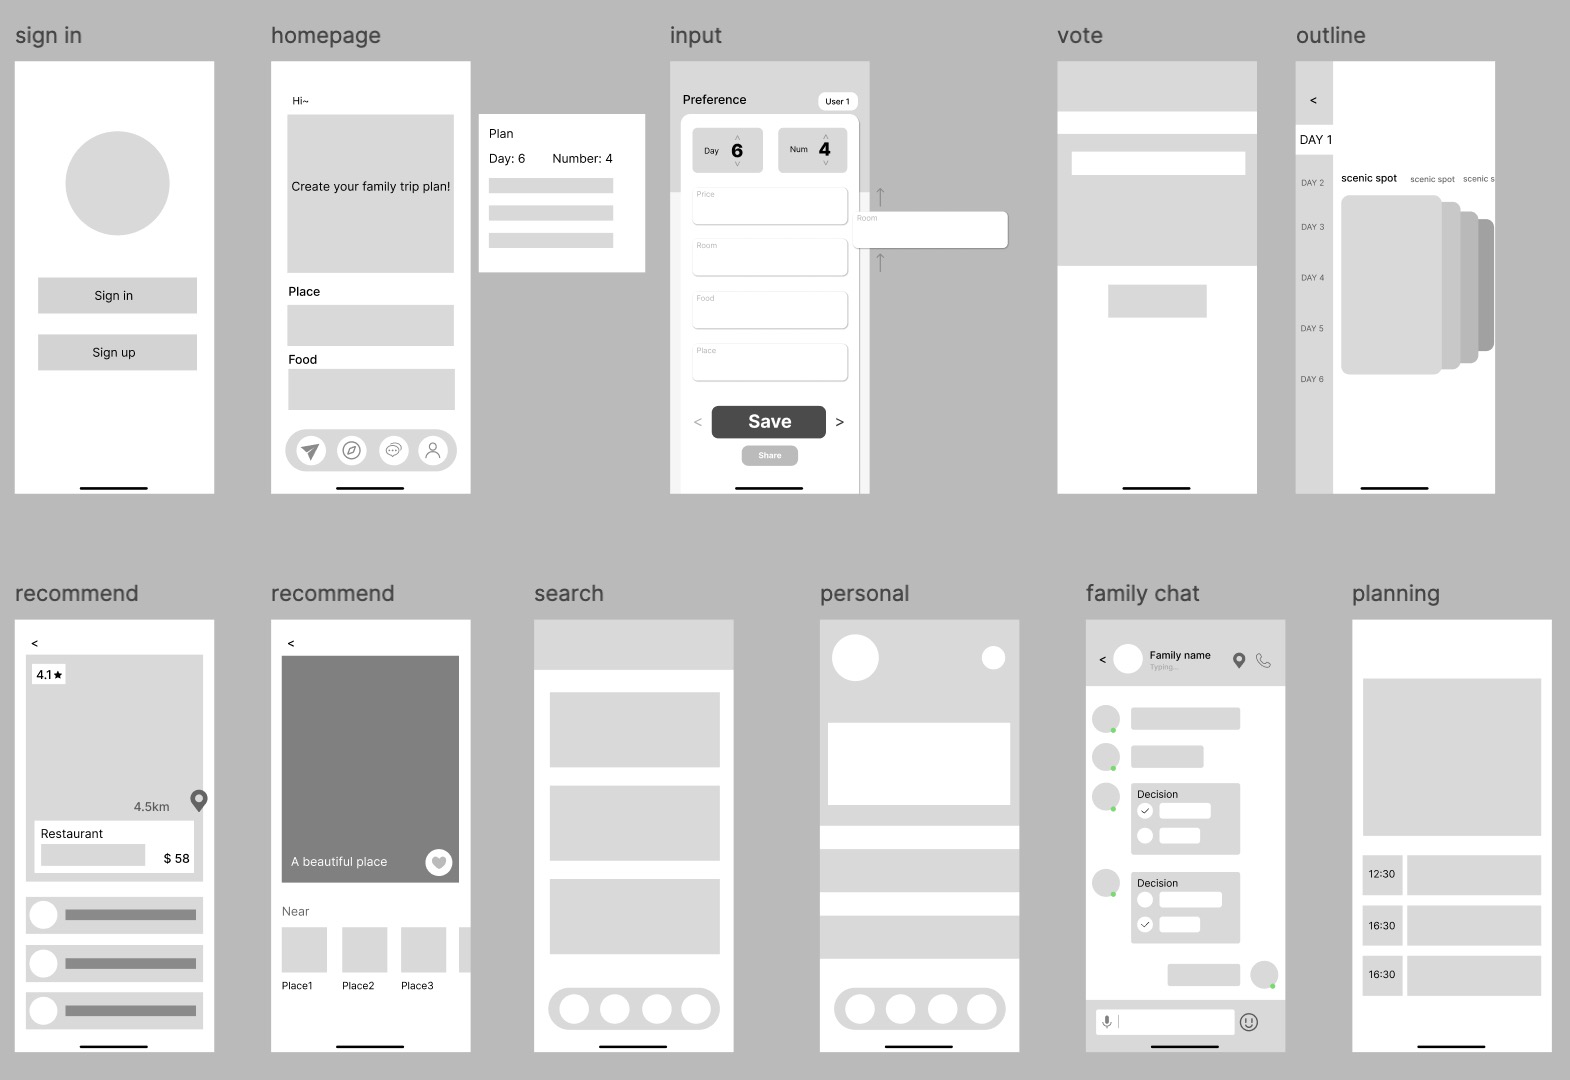 sign in
homepage
input
vote
outline
Hi~
Create your family trip plan!
Place
Food
Plan
Day: 6 Number: 4
Sign in
Sign up
Preference
User 1
Day 6
Num 4
Price
Room
Food
Place
Room
< Save >
Share
<
DAY 1
DAY 2
DAY 3
DAY 4
DAY 5
DAY 6
scenic spot scenic spot scenic s
recommend
recommend
search
personal
family chat
planning
<
4.1★
4.5km
Restaurant
$ 58
<
A beautiful place
Near
Place1 Place2 Place3
< Family name
Typing...
Decision
Decision
12:30
16:30
16:30